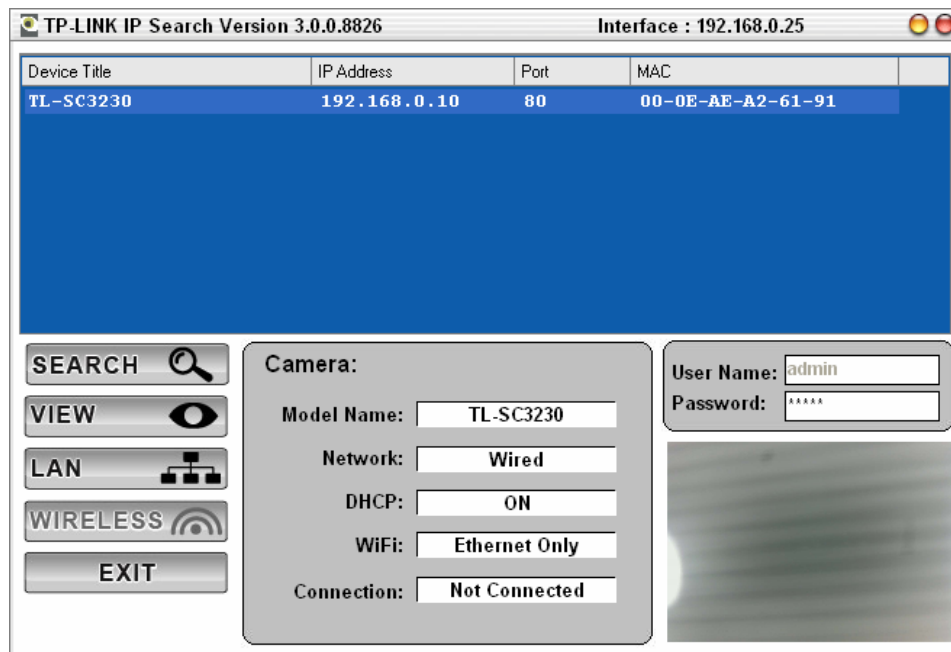 TP-LINK IP Search Version 3.0.0.8826 Interface : 192.168.0.25
Device Title IP Address Port MAC
TL-SC3230 192.168.0.10 80 00-0E-AE-A2-61-91
SEARCH
VIEW
LAN
WIRELESS
EXIT
Camera:
Model Name: TL-SC3230
Network: Wired
DHCP: ON
WiFi: Ethernet Only
Connection: Not Connected
User Name: admin
Password: *****